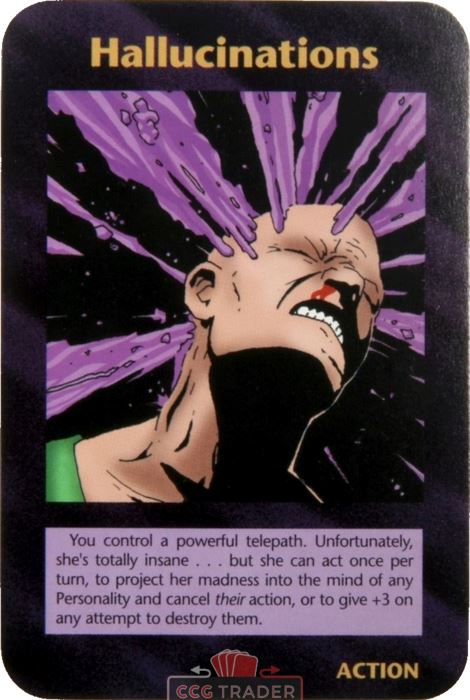 Hallucinations
You control a powerful telepath. Unfortunately,
she's totally insane . . . but she can act once per
turn, to project her madness into the mind of any
Personality and cancel their action, or to give +3 on
any attempt to destroy them.
ACTION
CCG TRADER